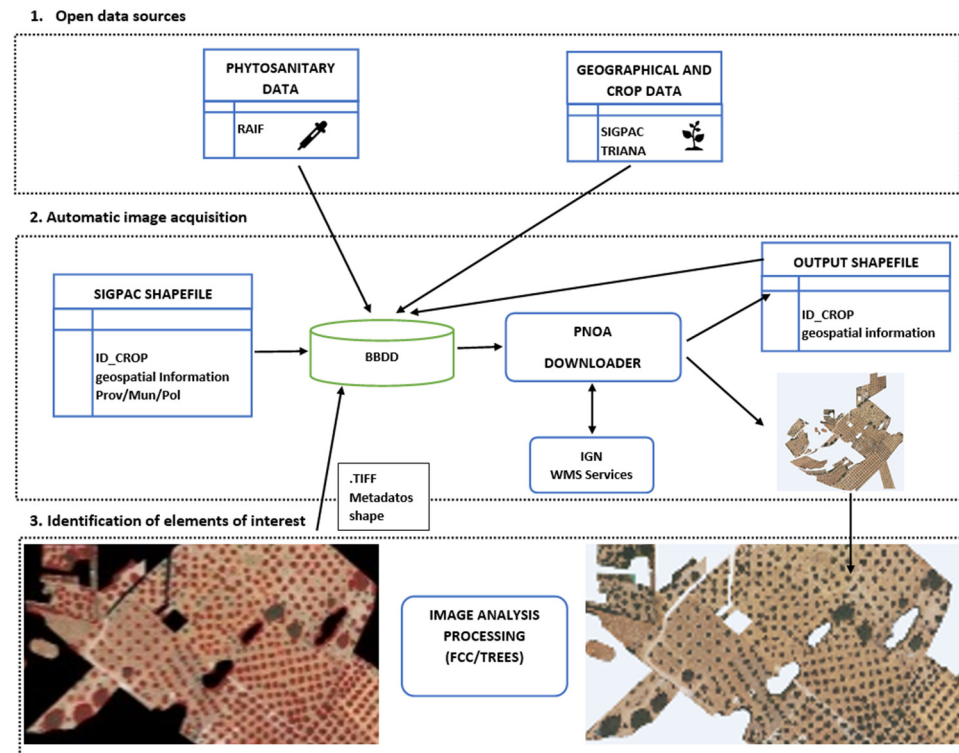 1. Open data sources
PHYTOSANITARY
DATA
RAIF
GEOGRAPHICAL AND
CROP DATA
SIGPAC
TRIANA
2. Automatic image acquisition
SIGPAC SHAPEFILE
ID_CROP
geospatial Information
Prov/Mun/Pol
BBDD
PNOA
DOWNLOADER
OUTPUT SHAPEFILE
ID_CROP
geospatial information
IGN
WMS Services
.TIFF
Metadatos
shape
3. Identification of elements of interest
IMAGE ANALYSIS
PROCESSING
(FCC/TREES)